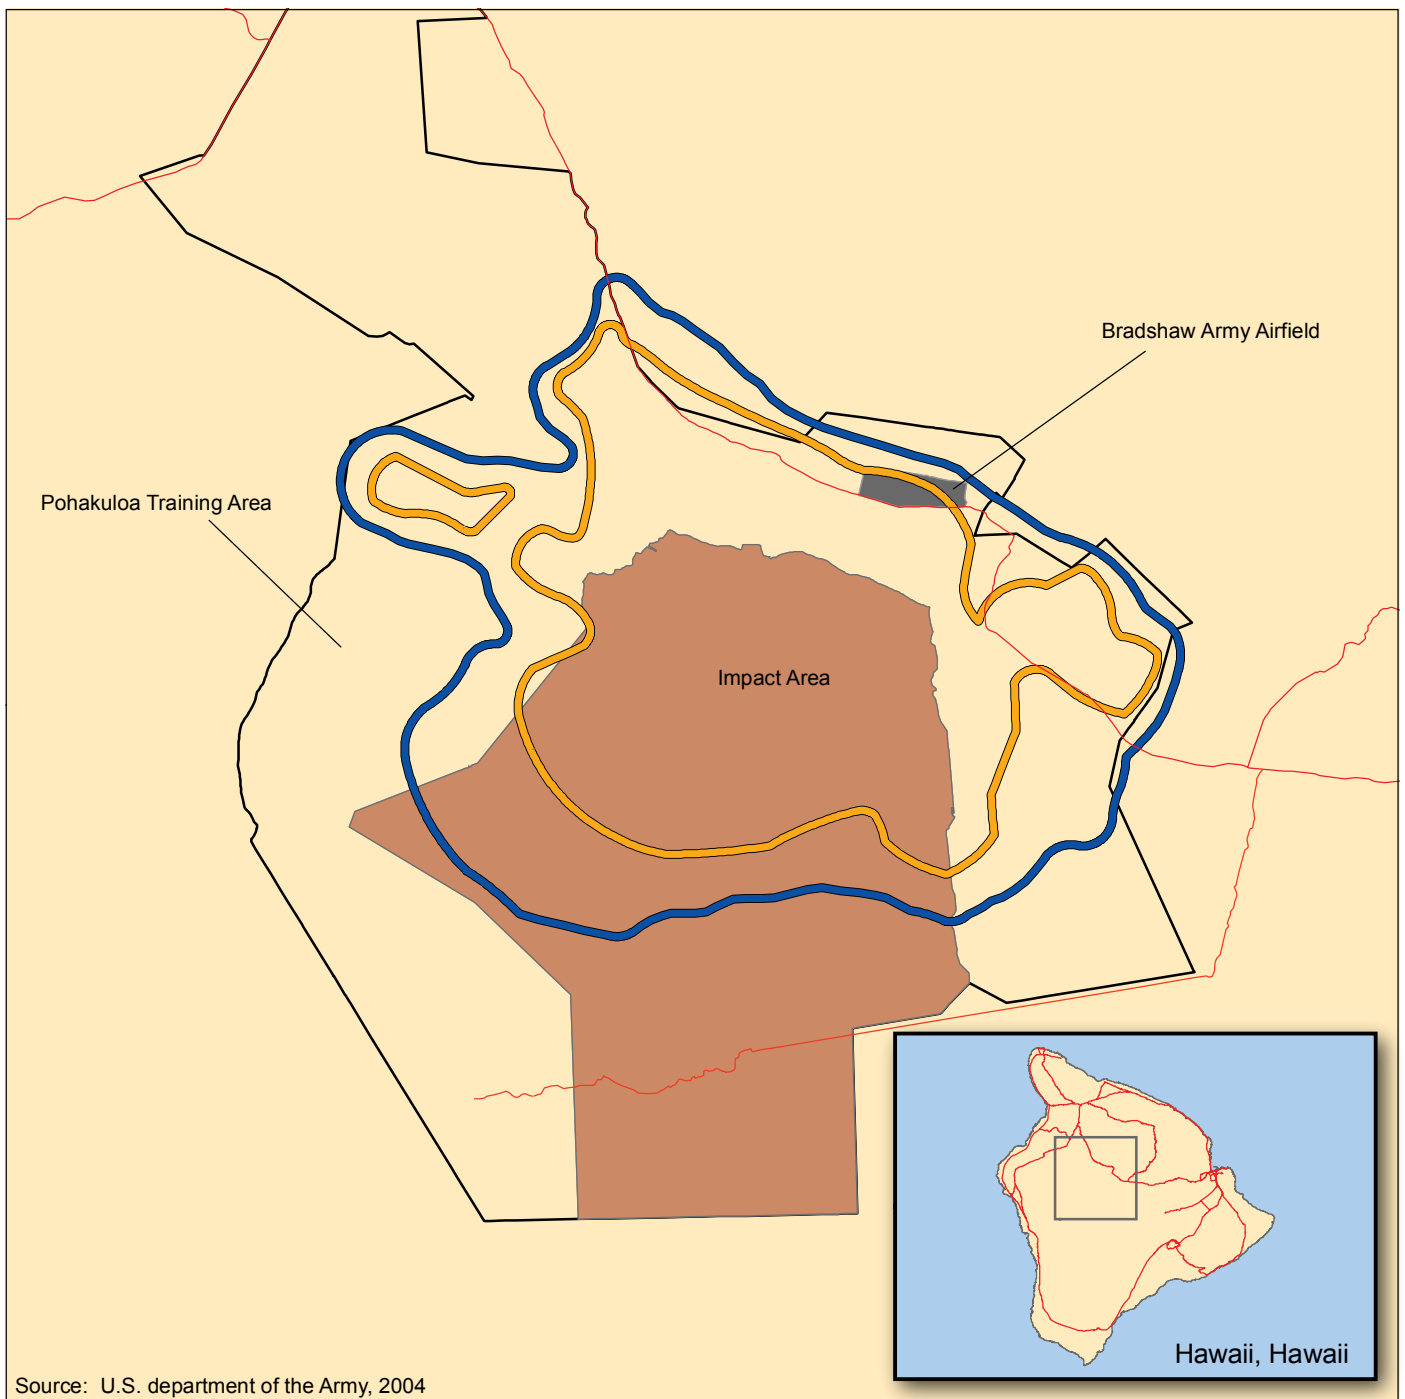 Bradshaw Army Airfield
Pohakuloa Training Area
Impact Area
Hawaii, Hawaii
Source: U.S. department of the Army, 2004